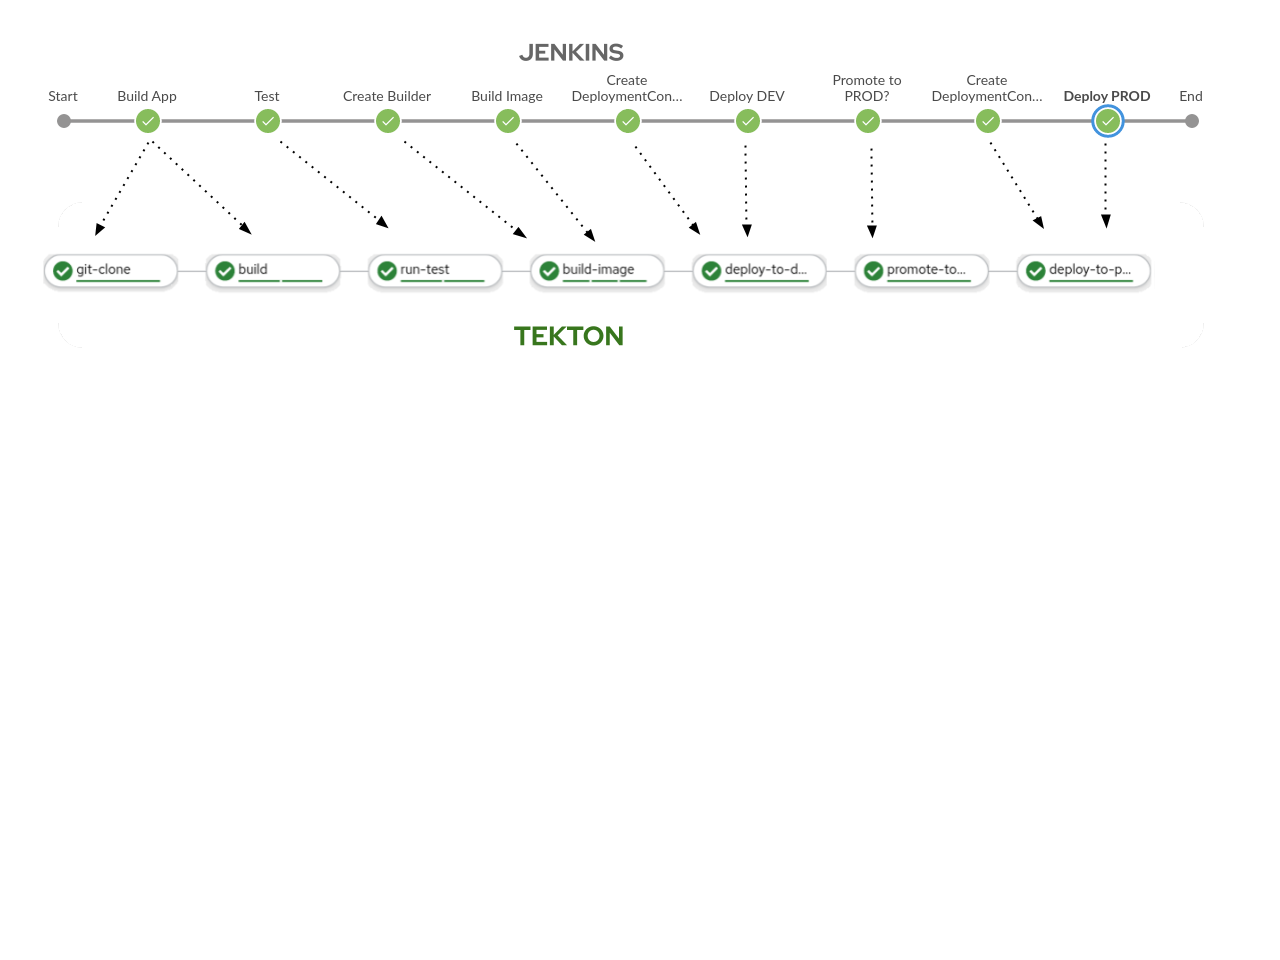 JENKINS
Start
Build App
Test
Create Builder
Build Image
Create
DeploymentCon...
Deploy DEV
Promote to
PROD?
Create
DeploymentCon...
Deploy PROD
End
git-clone
build
run-test
build-image
deploy-to-d...
promote-to...
deploy-to-p...
TEKTON